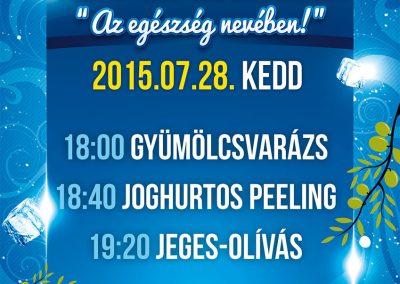 "Az egészség nevében!"
2015.07.28. KEDD
18:00 GYÜMÖLCSVARÁZS
18:40 JOGHURTOS PEELING
19:20 JEGES-OLÍVÁS